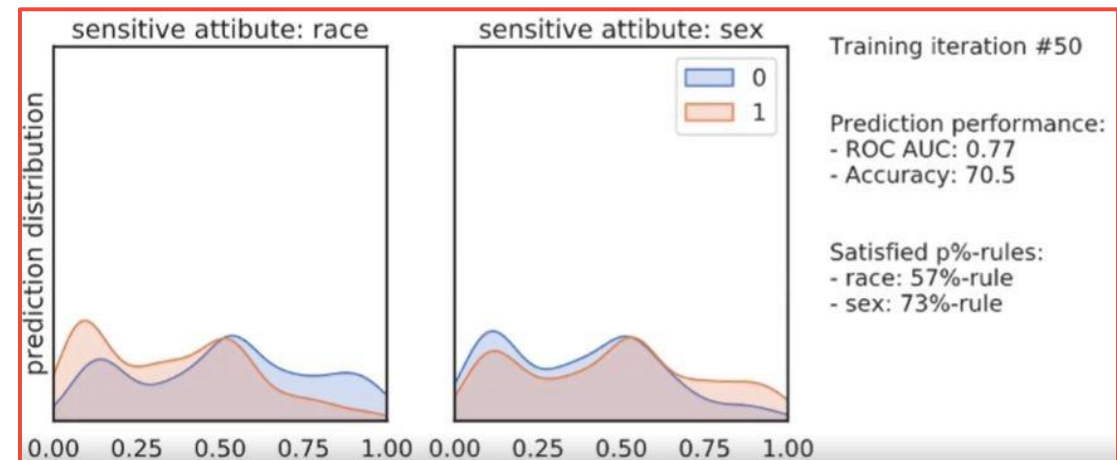 sensitive attibute: race
sensitive attibute: sex
prediction distribution
0
1
0.00 0.25 0.50 0.75 1.00
0.00 0.25 0.50 0.75 1.00
Training iteration #50
Prediction performance:
- ROC AUC: 0.77
- Accuracy: 70.5
Satisfied p%-rules:
- race: 57%-rule
- sex: 73%-rule